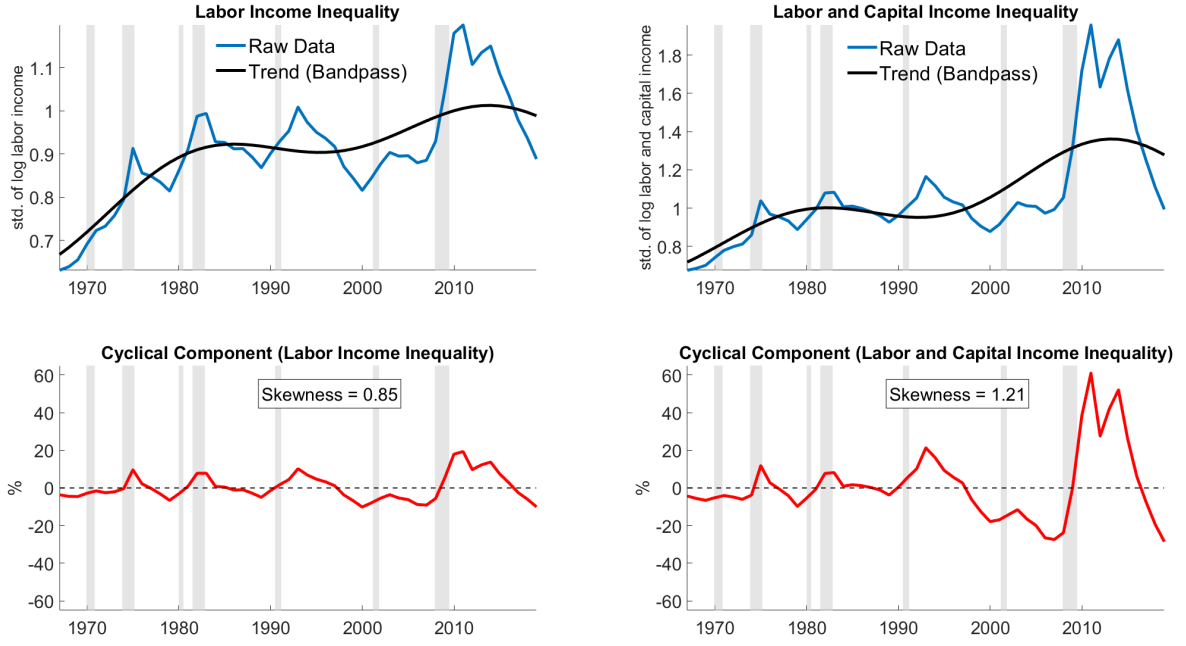 Labor Income Inequality
std. of log labor income
1.1
1
0.9
0.8
0.7
Raw Data
Trend (Bandpass)
1970 1980 1990 2000 2010
Labor and Capital Income Inequality
std. of log labor and capital income
1.8
1.6
1.4
1.2
1
0.8
Raw Data
Trend (Bandpass)
1970 1980 1990 2000 2010
Cyclical Component (Labor Income Inequality)
%
60
40
20
0
-20
-40
-60
Skewness = 0.85
1970 1980 1990 2000 2010
Cyclical Component (Labor and Capital Income Inequality)
%
60
40
20
0
-20
-40
-60
Skewness = 1.21
1970 1980 1990 2000 2010